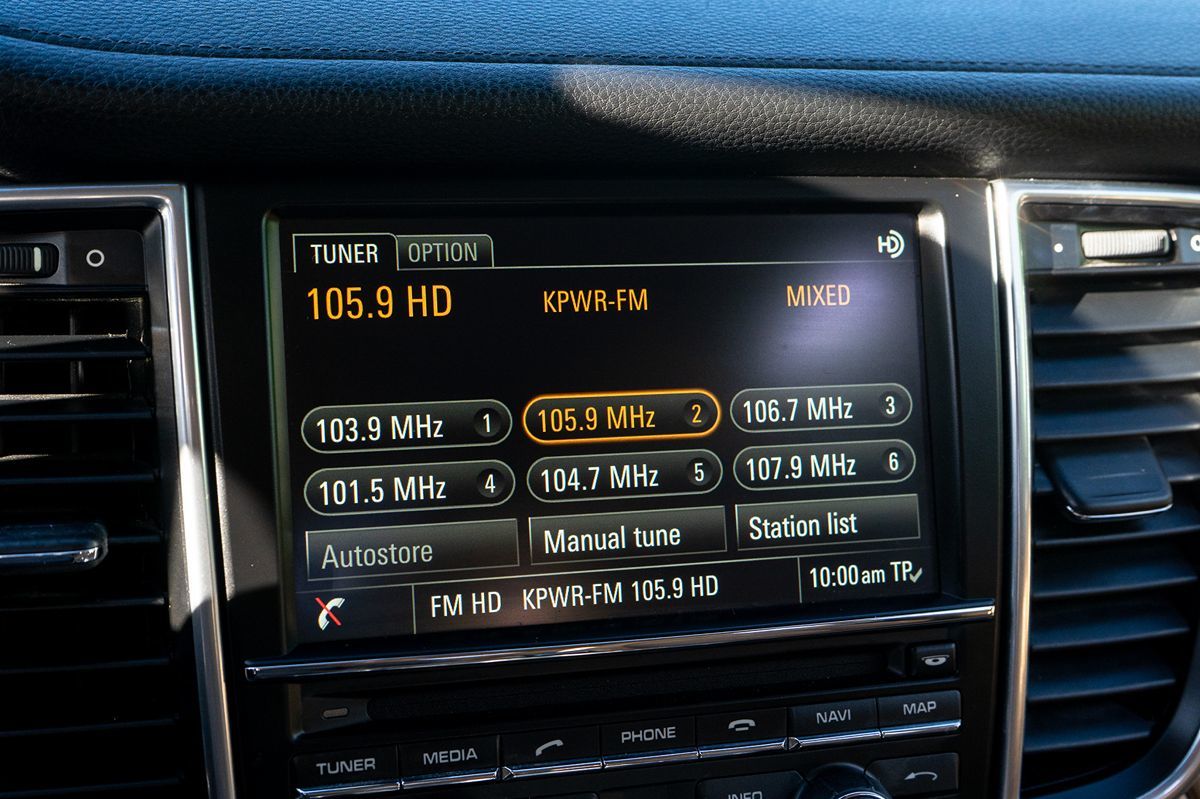 TUNER OPTION HD
105.9 HD KPWR-FM MIXED
103.9 MHz 1 105.9 MHz 2 106.7 MHz 3
101.5 MHz 4 104.7 MHz 5 107.9 MHz 6
Autostore Manual tune Station list
FM HD KPWR-FM 105.9 HD 10:00am TP
TUNER MEDIA PHONE NAVI MAP
INFO